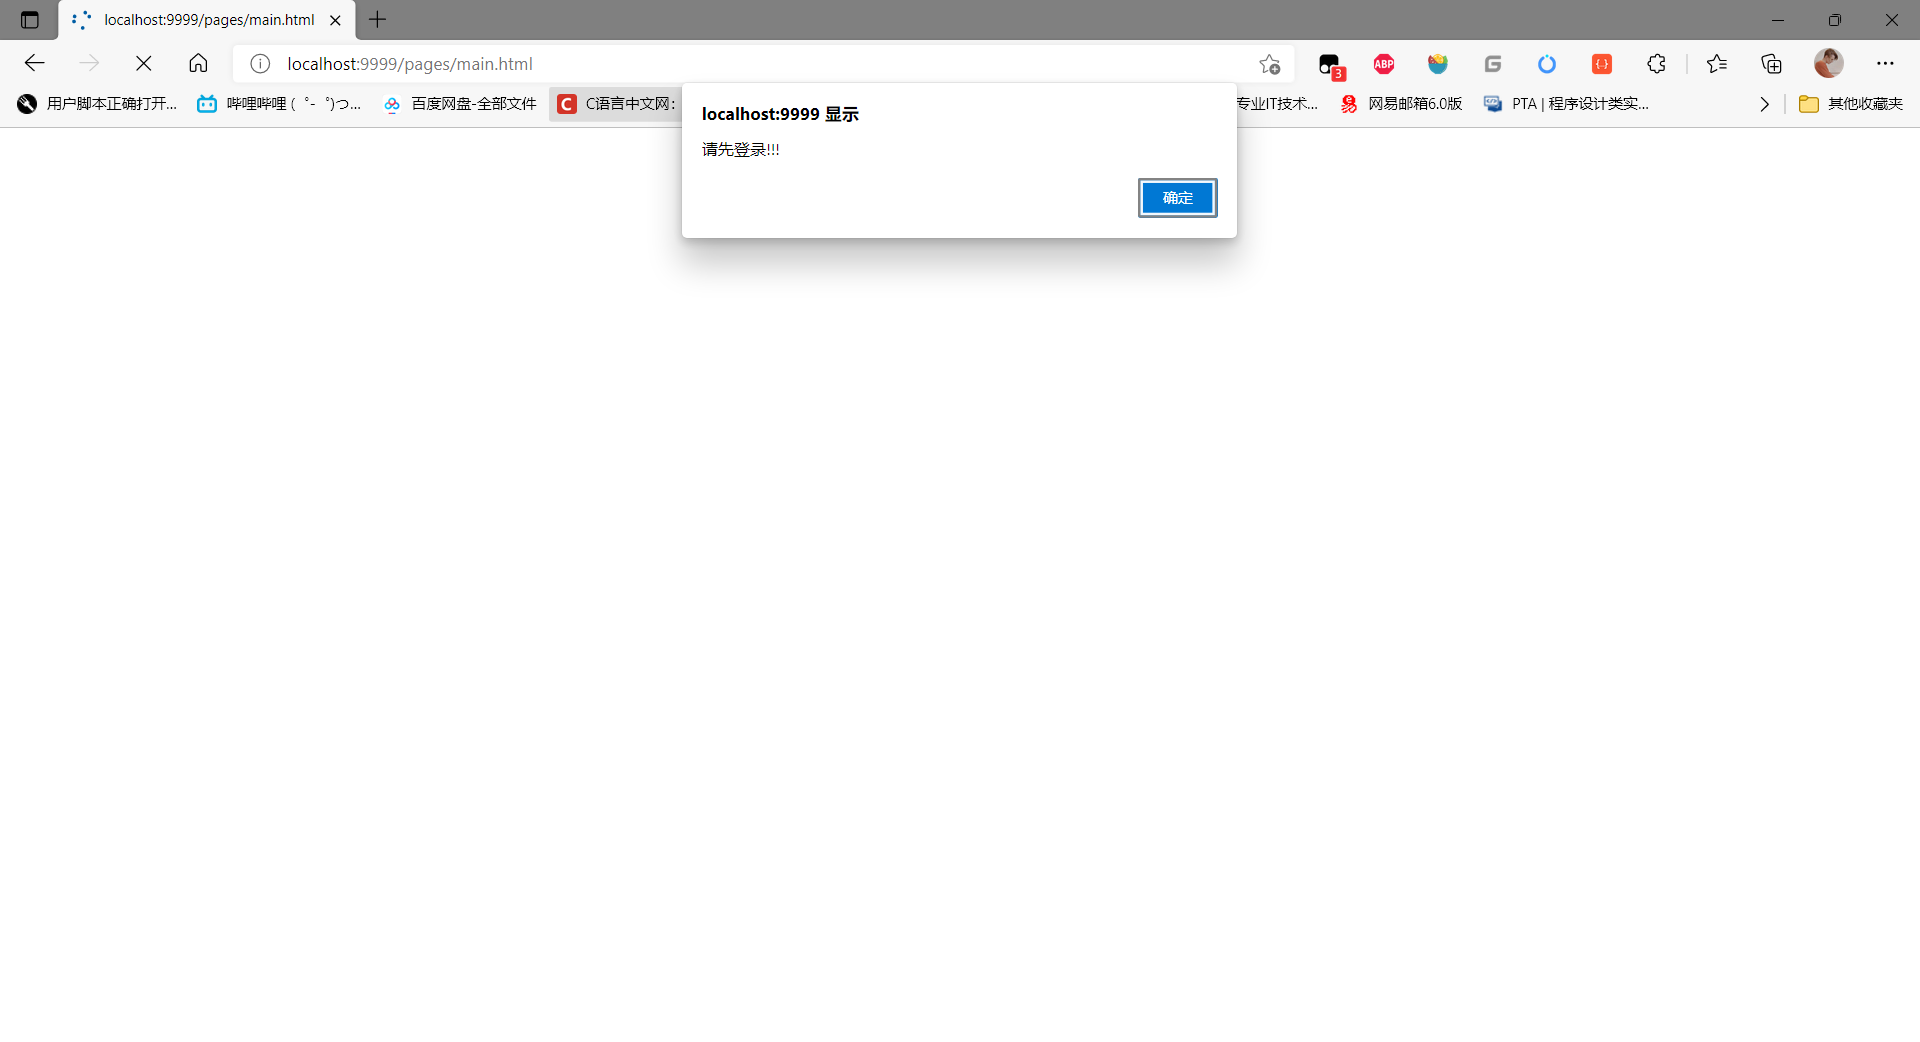 localhost:9999/pages/main.html
localhost:9999/pages/main.html
3
ABP
用户脚本正确打开...
哔哩哔哩 (゜-゜)つ...
百度网盘-全部文件
C
C语言中文网:
专业IT技术...
网易邮箱6.0版
PTA | 程序设计类实...
其他收藏夹
localhost:9999 显示
请先登录!!!
确定